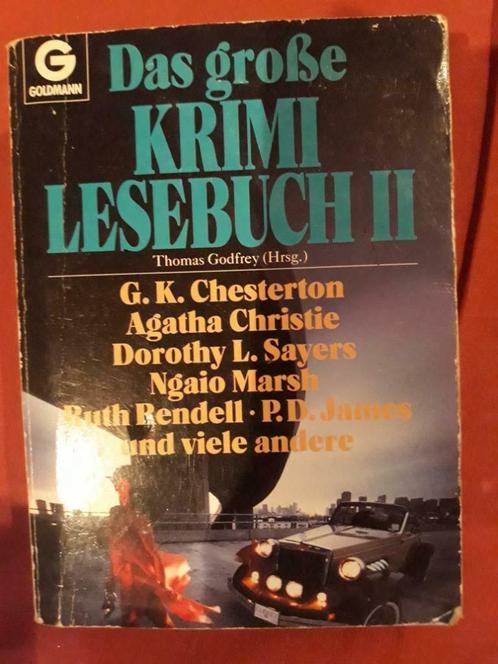 G
GOLDMANN
Das große
KRIMI
LESEBUCH II
Thomas Godfrey (Hrsg.)
G. K. Chesterton
Agatha Christie
Dorothy L. Sayers
Ngaio Marsh
Ruth Rendell · P. D. James
und viele andere